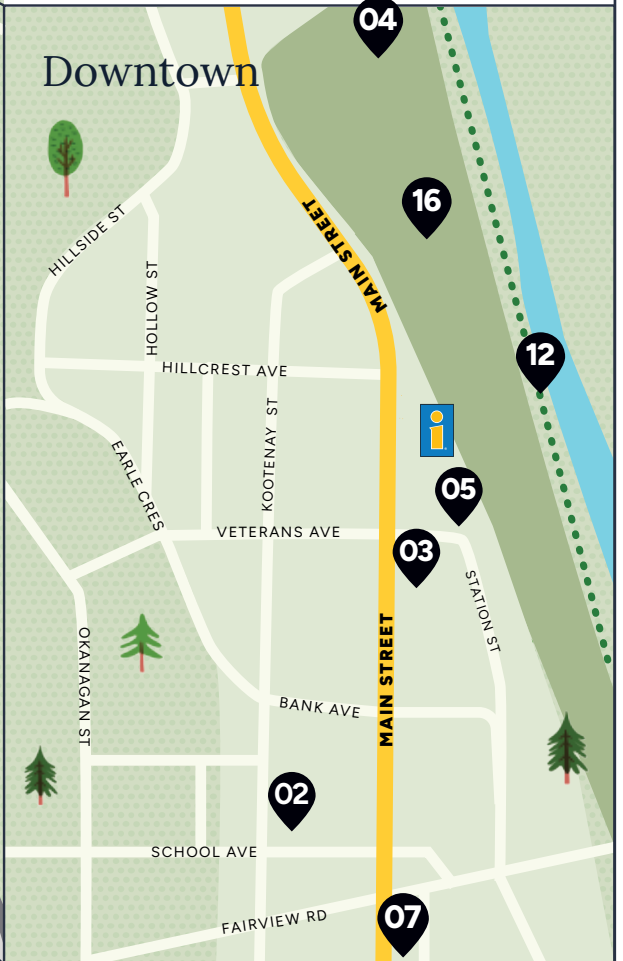 04
Downtown
16
HILLSIDE ST
MAIN STREET
HOLLOW ST
12
HILLCREST AVE
i
KOOTENAY ST
EARLE CRES
05
VETERANS AVE
03
STATION ST
OKANAGAN ST
MAIN STREET
BANK AVE
02
SCHOOL AVE
07
FAIRVIEW RD